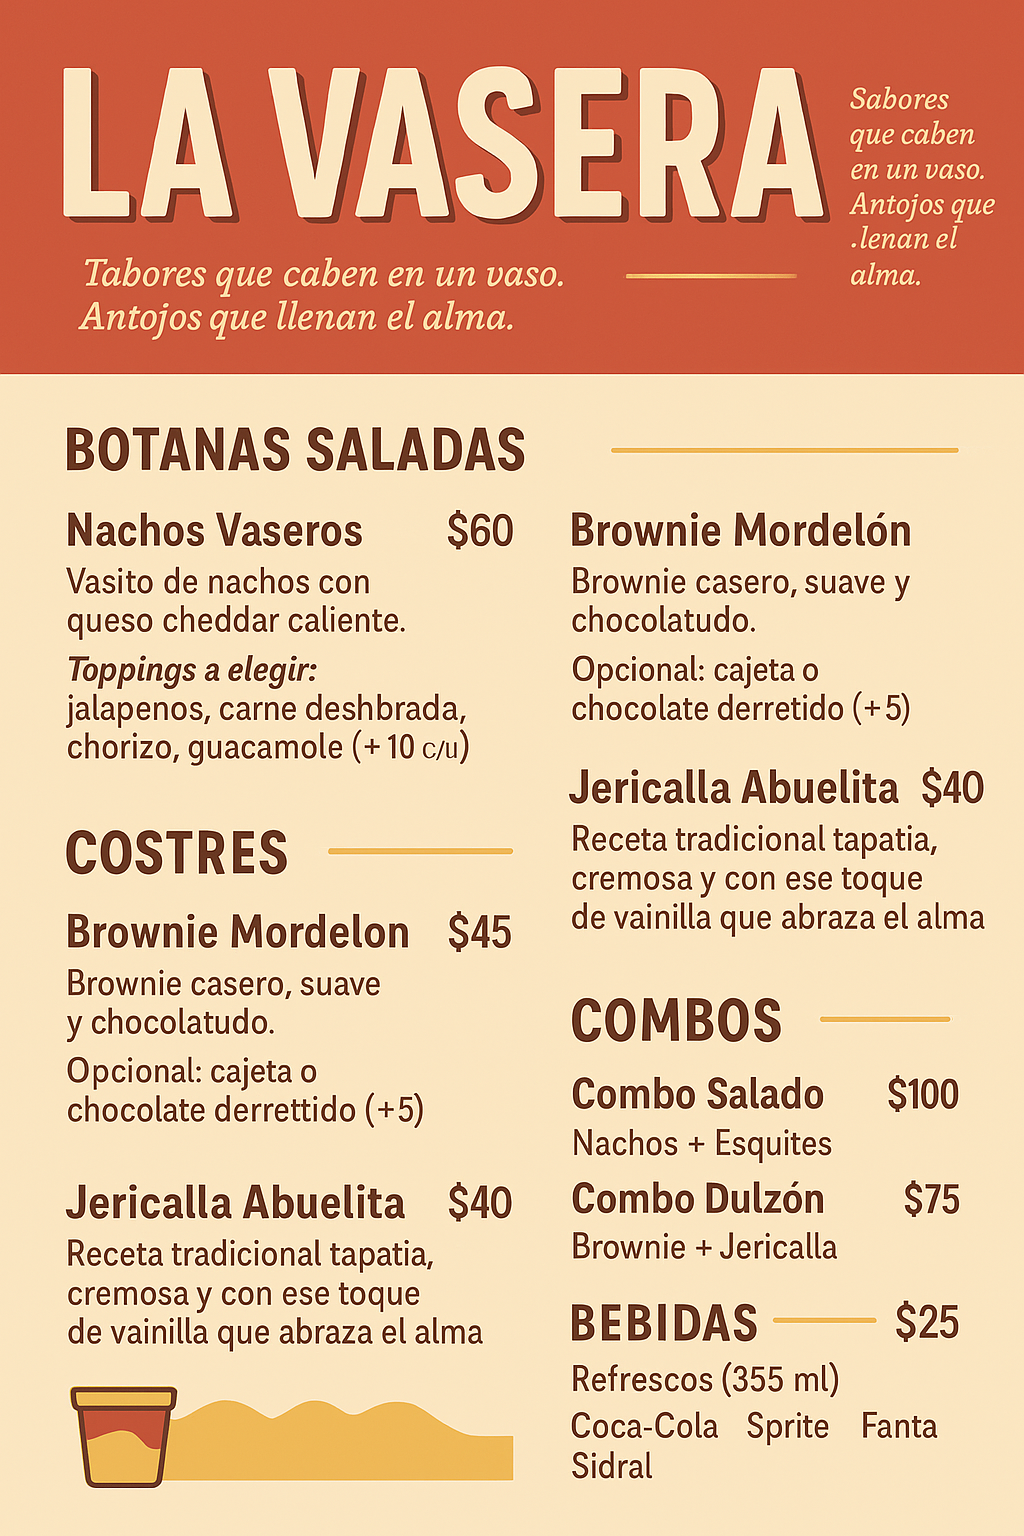 LA VASERA
Sabores
que caben
en un vaso.
Antojos que
.lenan el
alma.
Tabores que caben en un vaso.
Antojos que llenan el alma.
BOTANAS SALADAS
Nachos Vaseros $60
Vasito de nachos con
queso cheddar caliente.
Toppings a elegir:
jalapenos, carne deshbrada,
chorizo, guacamole (+ 10 c/u)
COSTRES
Brownie Mordelon $45
Brownie casero, suave
y chocolatudo.
Opcional: cajeta o
chocolate derrettido (+5)
Jericalla Abuelita $40
Receta tradicional tapatia,
cremosa y con ese toque
de vainilla que abraza el alma
Brownie Mordelón
Brownie casero, suave y
chocolatudo.
Opcional: cajeta o
chocolate derretido (+5)
Jericalla Abuelita $40
Receta tradicional tapatia,
cremosa y con ese toque
de vainilla que abraza el alma
COMBOS
Combo Salado $100
Nachos + Esquites
Combo Dulzón $75
Brownie + Jericalla
BEBIDAS $25
Refrescos (355 ml)
Coca-Cola Sprite Fanta
Sidral